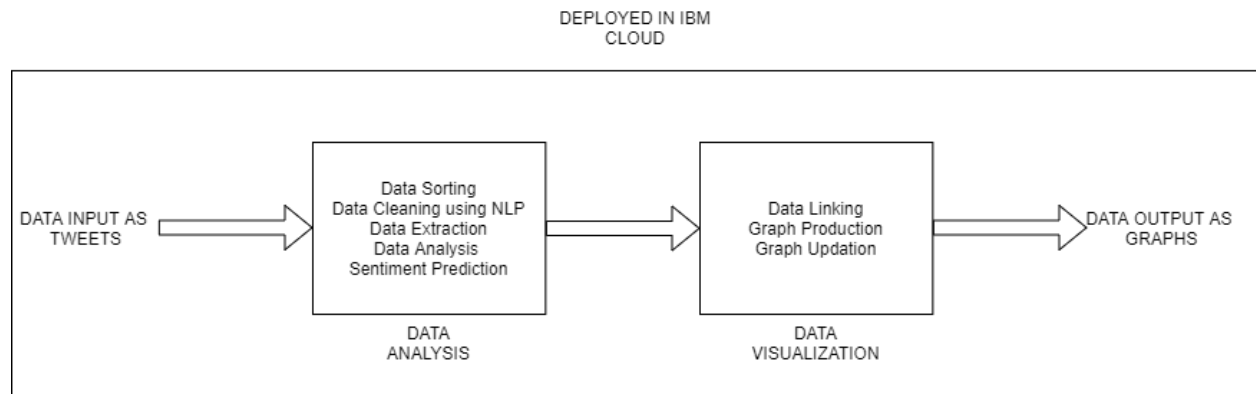 DEPLOYED IN IBM
CLOUD
DATA INPUT AS
TWEETS
Data Sorting
Data Cleaning using NLP
Data Extraction
Data Analysis
Sentiment Prediction
DATA
ANALYSIS
Data Linking
Graph Production
Graph Updation
DATA
VISUALIZATION
DATA OUTPUT AS
GRAPHS